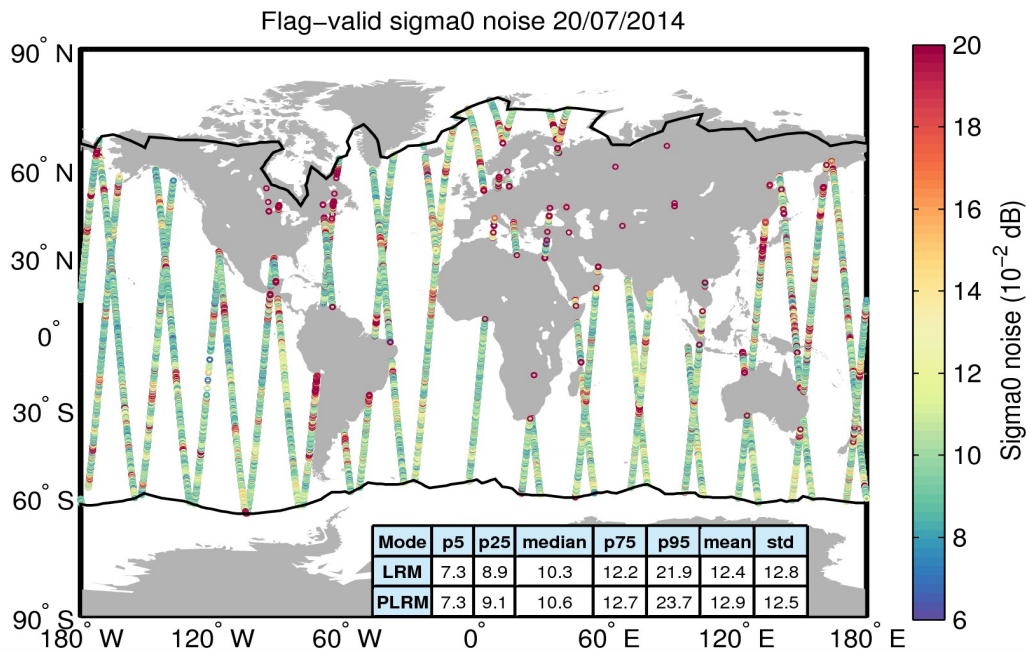 Flag−valid sigma0 noise 20/07/2014
90° N
60° N
30° N
0°
30° S
60° S
90° S
180° W
120° W
60° W
0°
60° E
120° E
180° E
Mode p5 p25 median p75 p95 mean std
LRM 7.3 8.9 10.3 12.2 21.9 12.4 12.8
PLRM 7.3 9.1 10.6 12.7 23.7 12.9 12.5
20
18
16
14
12
10
8
6
Sigma0 noise (10⁻² dB)